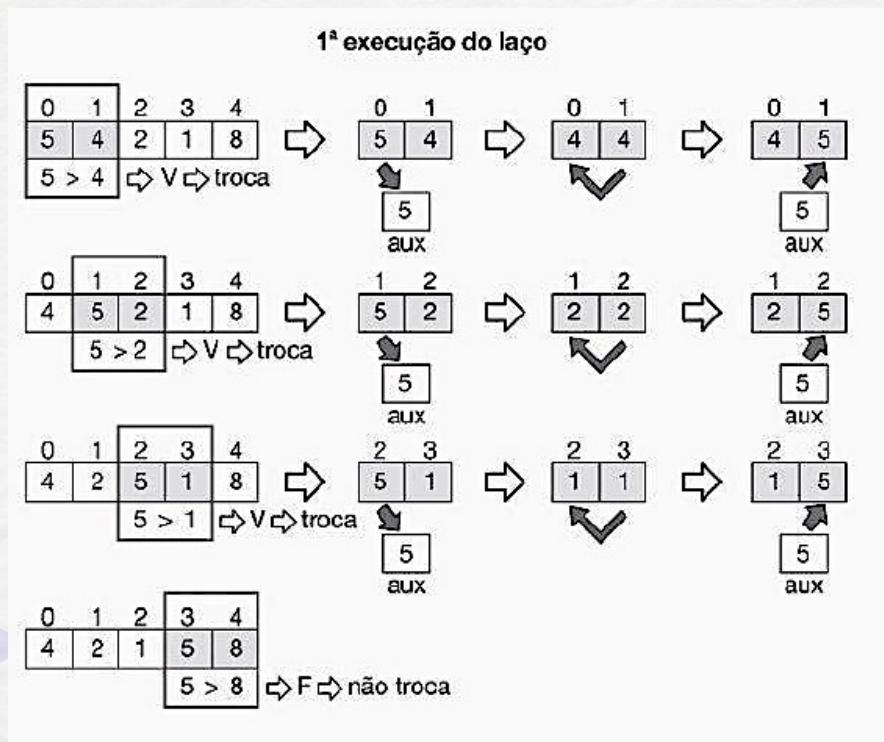 1ª execução do laço
0 1 2 3 4 0 1 0 1 0 1
5 4 2 1 8 5 4 4 4 4 5
5 > 4 V troca
5 5
aux aux
0 1 2 3 4 1 2 1 2 1 2
4 5 2 1 8 5 2 2 2 2 5
5 > 2 V troca
5 5
aux aux
0 1 2 3 4 2 3 2 3 2 3
4 2 5 1 8 5 1 1 1 1 5
5 > 1 V troca
5 5
aux aux
0 1 2 3 4
4 2 1 5 8
5 > 8 F não troca